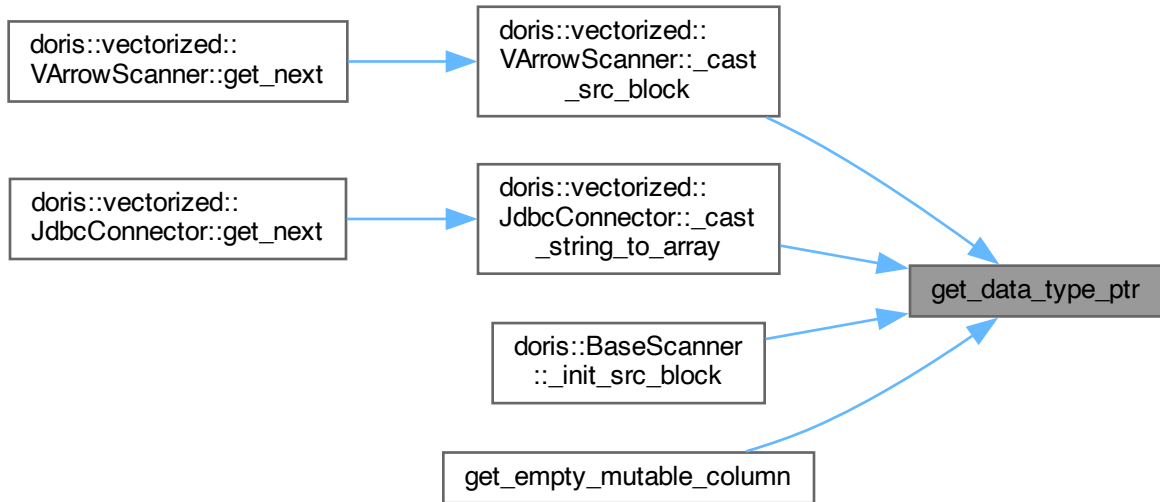 doris::vectorized::
VArrowScanner::get_next
doris::vectorized::
VArrowScanner::_cast
_src_block
doris::vectorized::
JdbcConnector::get_next
doris::vectorized::
JdbcConnector::_cast
_string_to_array
get_data_type_ptr
doris::BaseScanner
::_init_src_block
get_empty_mutable_column